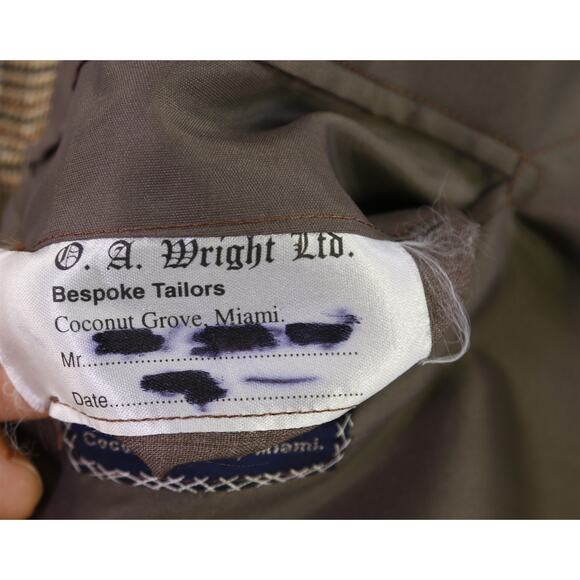 O. A. Wright Ltd.
Bespoke Tailors
Coconut Grove, Miami.
Mr.
Date
Miami.